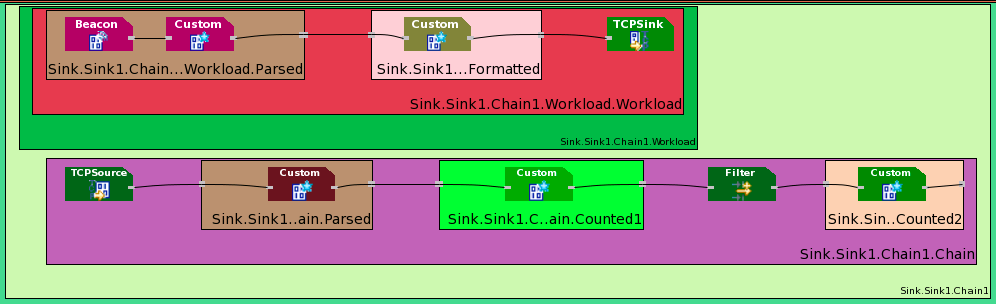 Beacon
Custom
Custom
TCPSink
Sink.Sink1.Chain...Workload.Parsed
Sink.Sink1...Formatted
Sink.Sink1.Chain1.Workload.Workload
Sink.Sink1.Chain1.Workload
TCPSource
Custom
Custom
Filter
Custom
Sink.Sink1..ain.Parsed
Sink.Sink1.C..ain.Counted1
Sink.Sin..Counted2
Sink.Sink1.Chain1.Chain
Sink.Sink1.Chain1